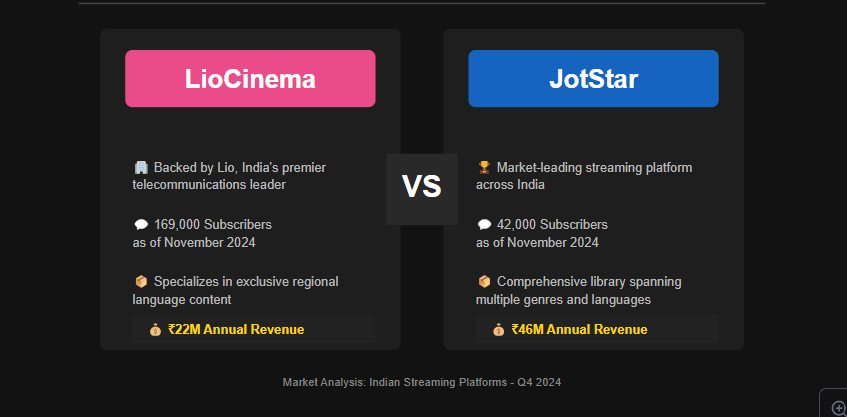 LioCinema
🏢 Backed by Lio, India's premier
telecommunications leader
💬 169,000 Subscribers
as of November 2024
📦 Specializes in exclusive regional
language content
💰 ₹22M Annual Revenue
VS
JotStar
🏆 Market-leading streaming platform
across India
💬 42,000 Subscribers
as of November 2024
📦 Comprehensive library spanning
multiple genres and languages
💰 ₹46M Annual Revenue
Market Analysis: Indian Streaming Platforms - Q4 2024